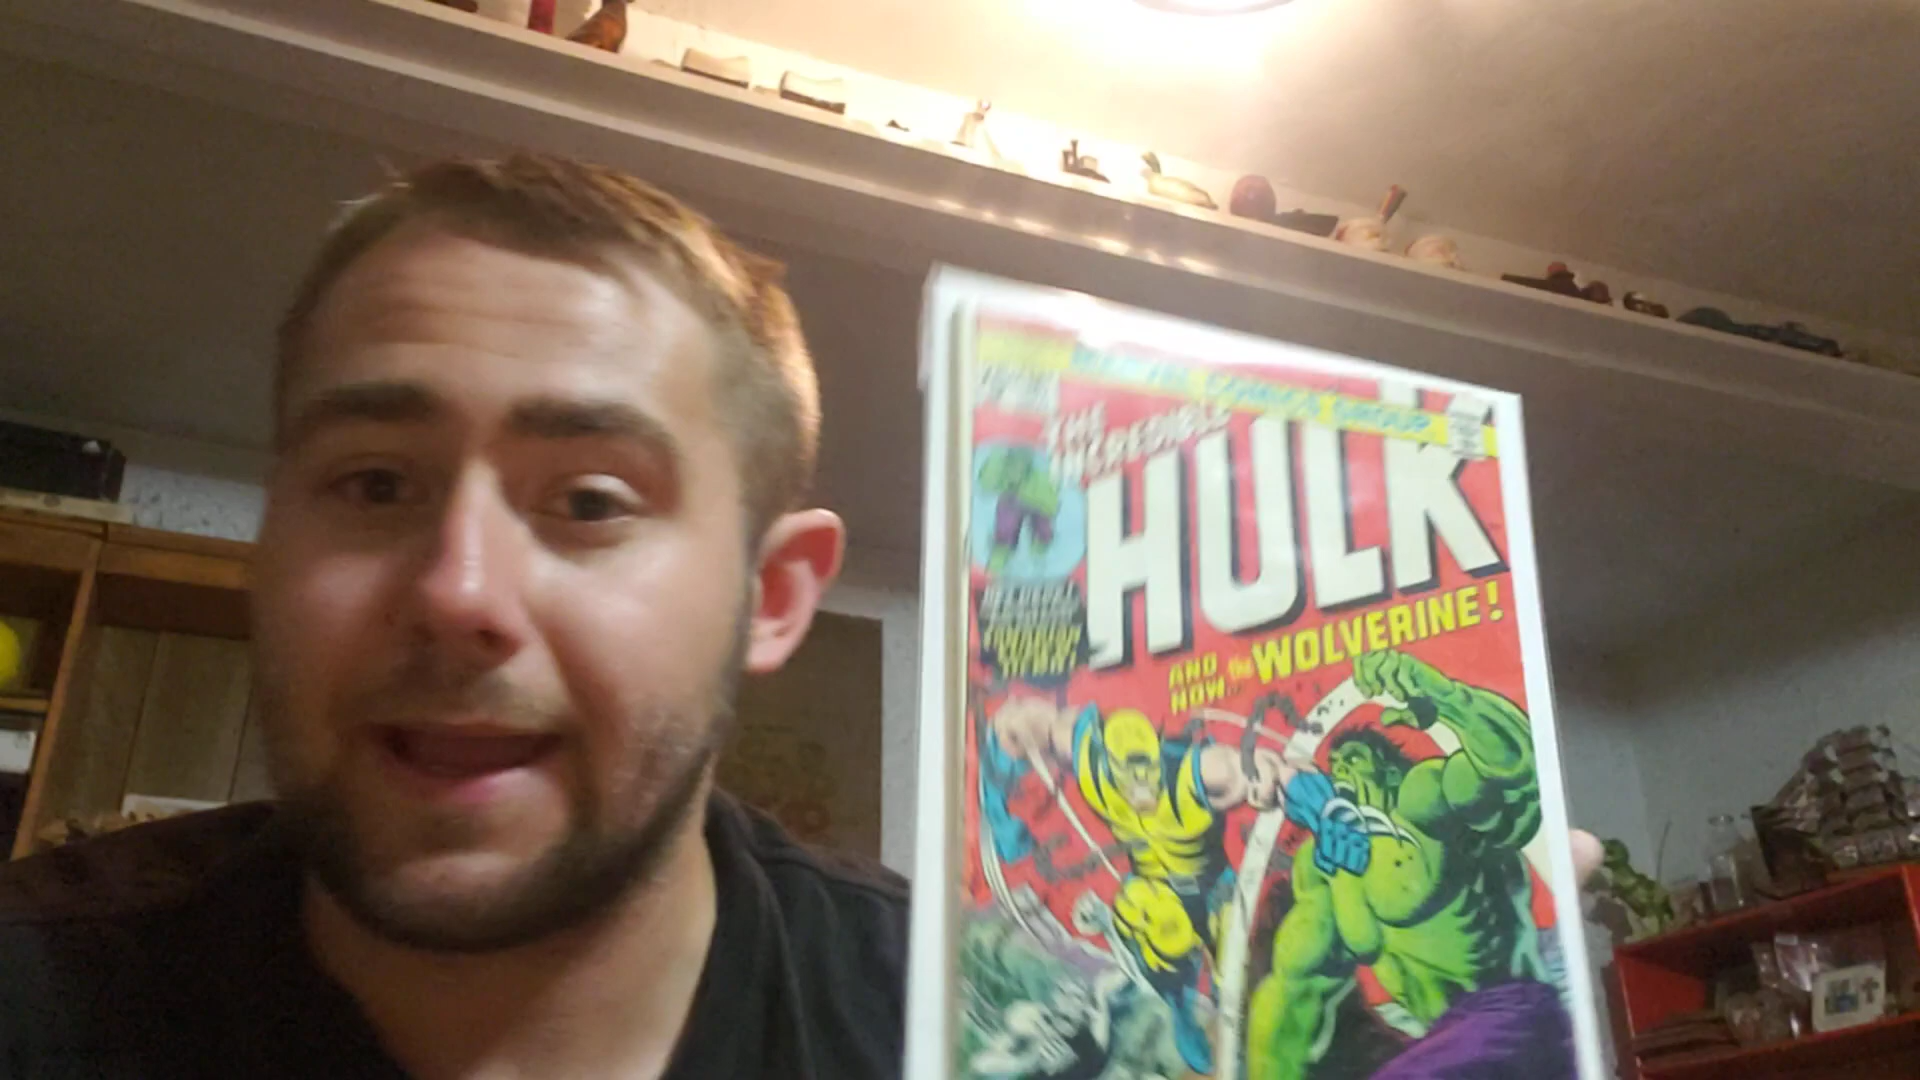 MARVEL COMICS GROUP
THE
INCREDIBLE
HULK
AND
NOW.. the WOLVERINE!